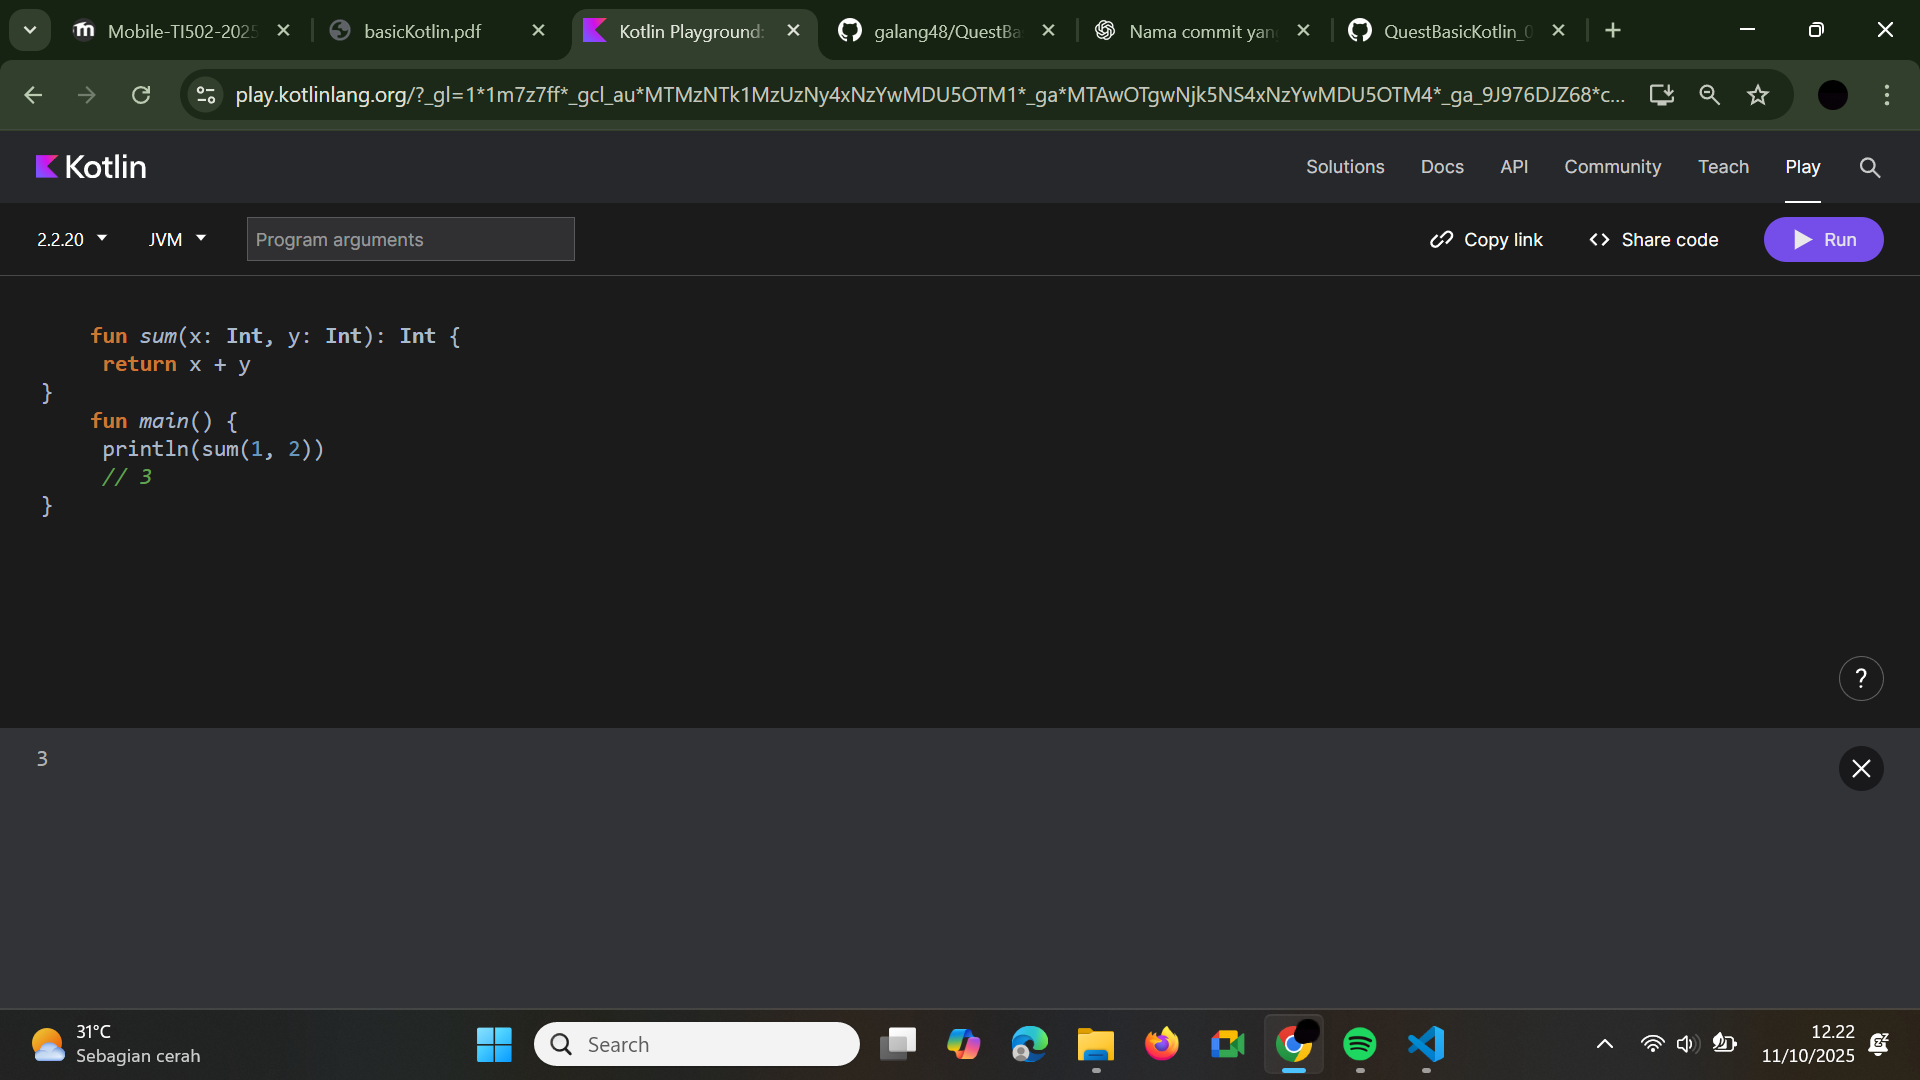 Mobile-TI502-2025
basicKotlin.pdf
Kotlin Playground:
galang48/QuestBa
Nama commit yang
QuestBasicKotlin_0
play.kotlinlang.org/?_gl=1*1m7z7ff*_gcl_au*MTMzNTk1MzUzNy4xNzYwMDU5OTM1*_ga*MTAwOTgwNjk5NS4xNzYwMDU5OTM4*_ga_9J976DJZ68*c...
Kotlin
Solutions
Docs
API
Community
Teach
Play
2.2.20
JVM
Program arguments
Copy link
Share code
Run
fun sum(x: Int, y: Int): Int {
return x + y
}
fun main() {
println(sum(1, 2))
// 3
}
?
3
31°C
Sebagian cerah
Search
12.22
11/10/2025